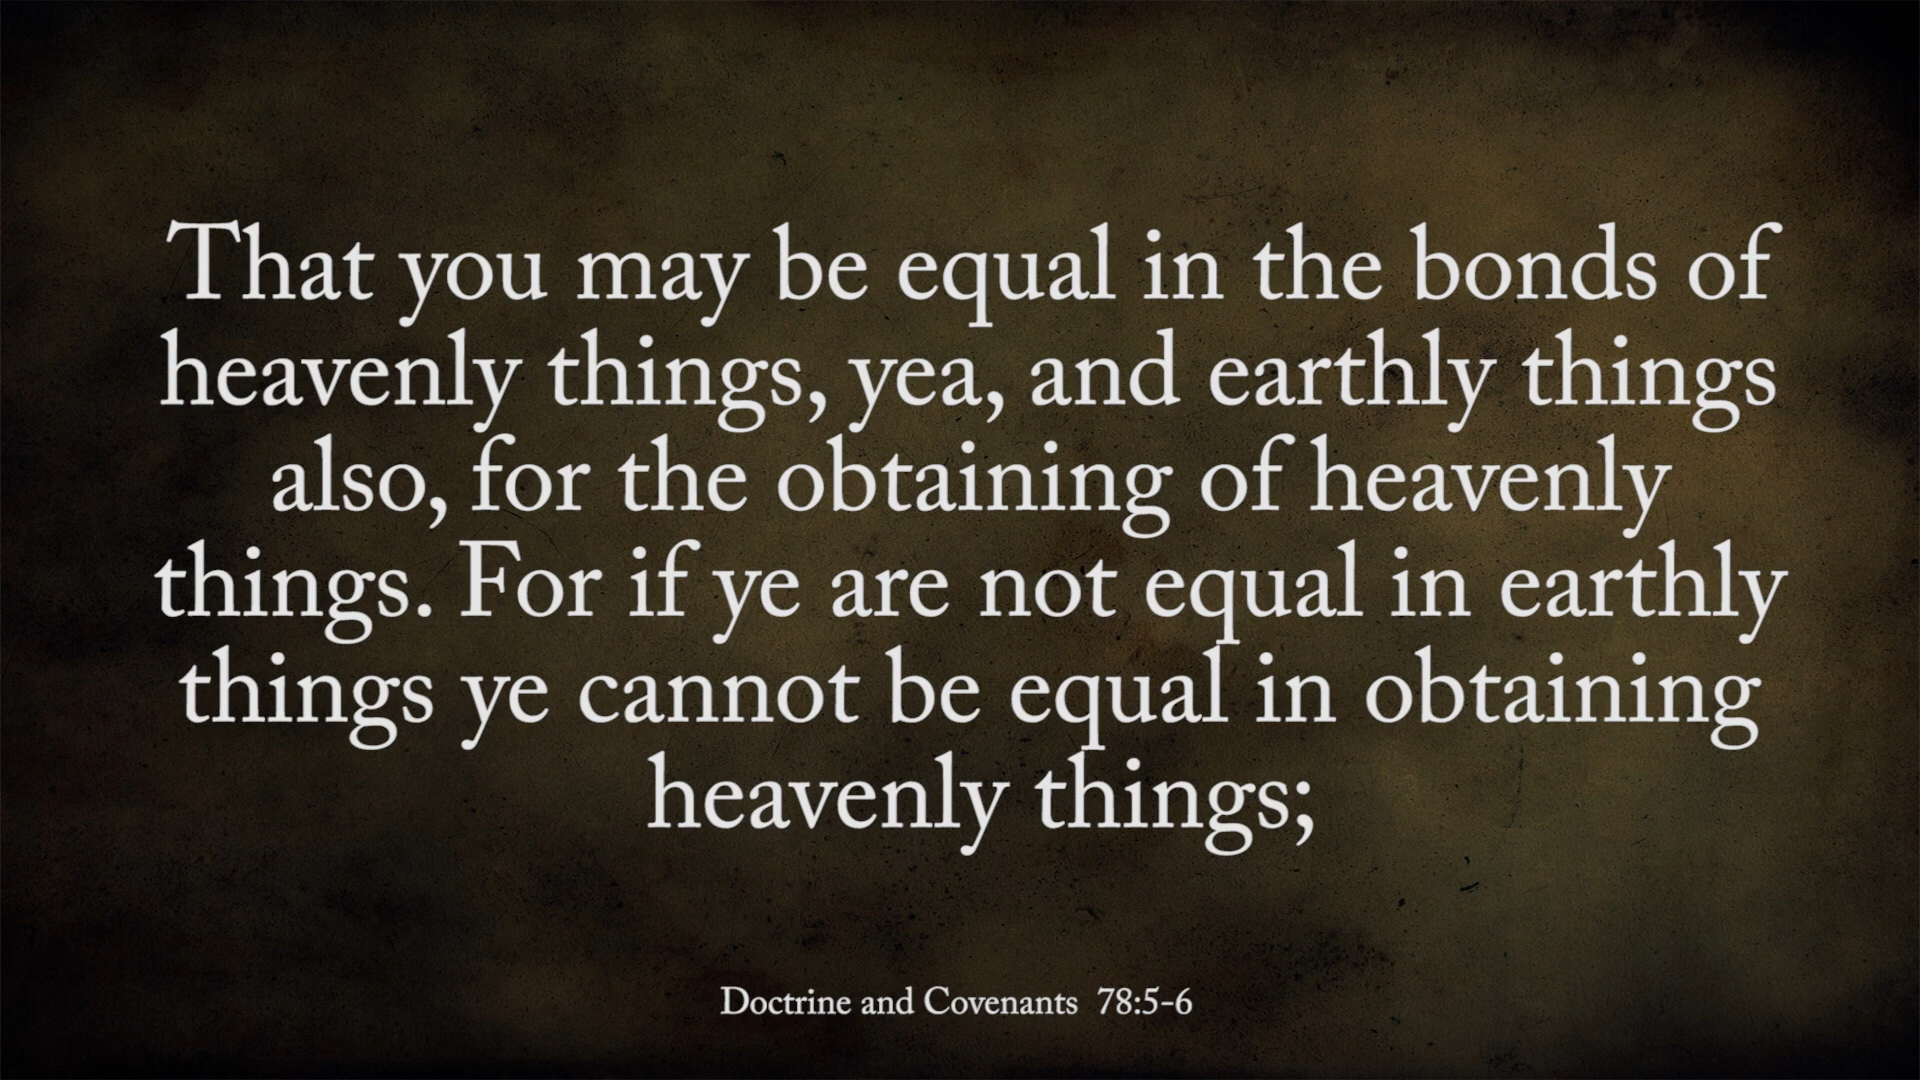 That you may be equal in the bonds of
heavenly things, yea, and earthly things
also, for the obtaining of heavenly
things. For if ye are not equal in earthly
things ye cannot be equal in obtaining
heavenly things;
Doctrine and Covenants 78:5-6